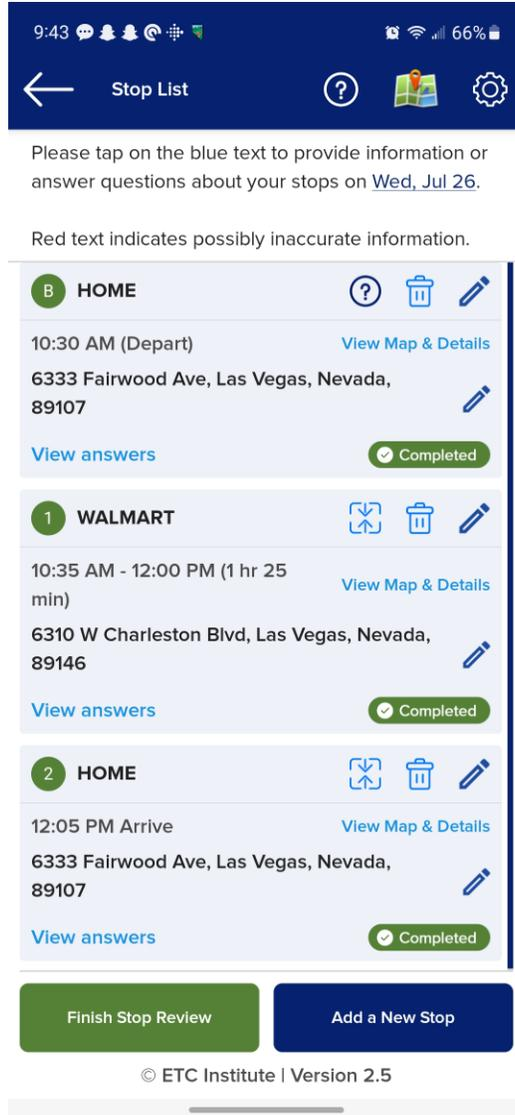 9:43 66%
Stop List ?
Please tap on the blue text to provide information or
answer questions about your stops on Wed, Jul 26.
Red text indicates possibly inaccurate information.
B HOME ?
10:30 AM (Depart) View Map & Details
6333 Fairwood Ave, Las Vegas, Nevada,
89107
View answers Completed
1 WALMART
10:35 AM - 12:00 PM (1 hr 25
min) View Map & Details
6310 W Charleston Blvd, Las Vegas, Nevada,
89146
View answers Completed
2 HOME
12:05 PM Arrive View Map & Details
6333 Fairwood Ave, Las Vegas, Nevada,
89107
View answers Completed
Finish Stop Review Add a New Stop
© ETC Institute | Version 2.5